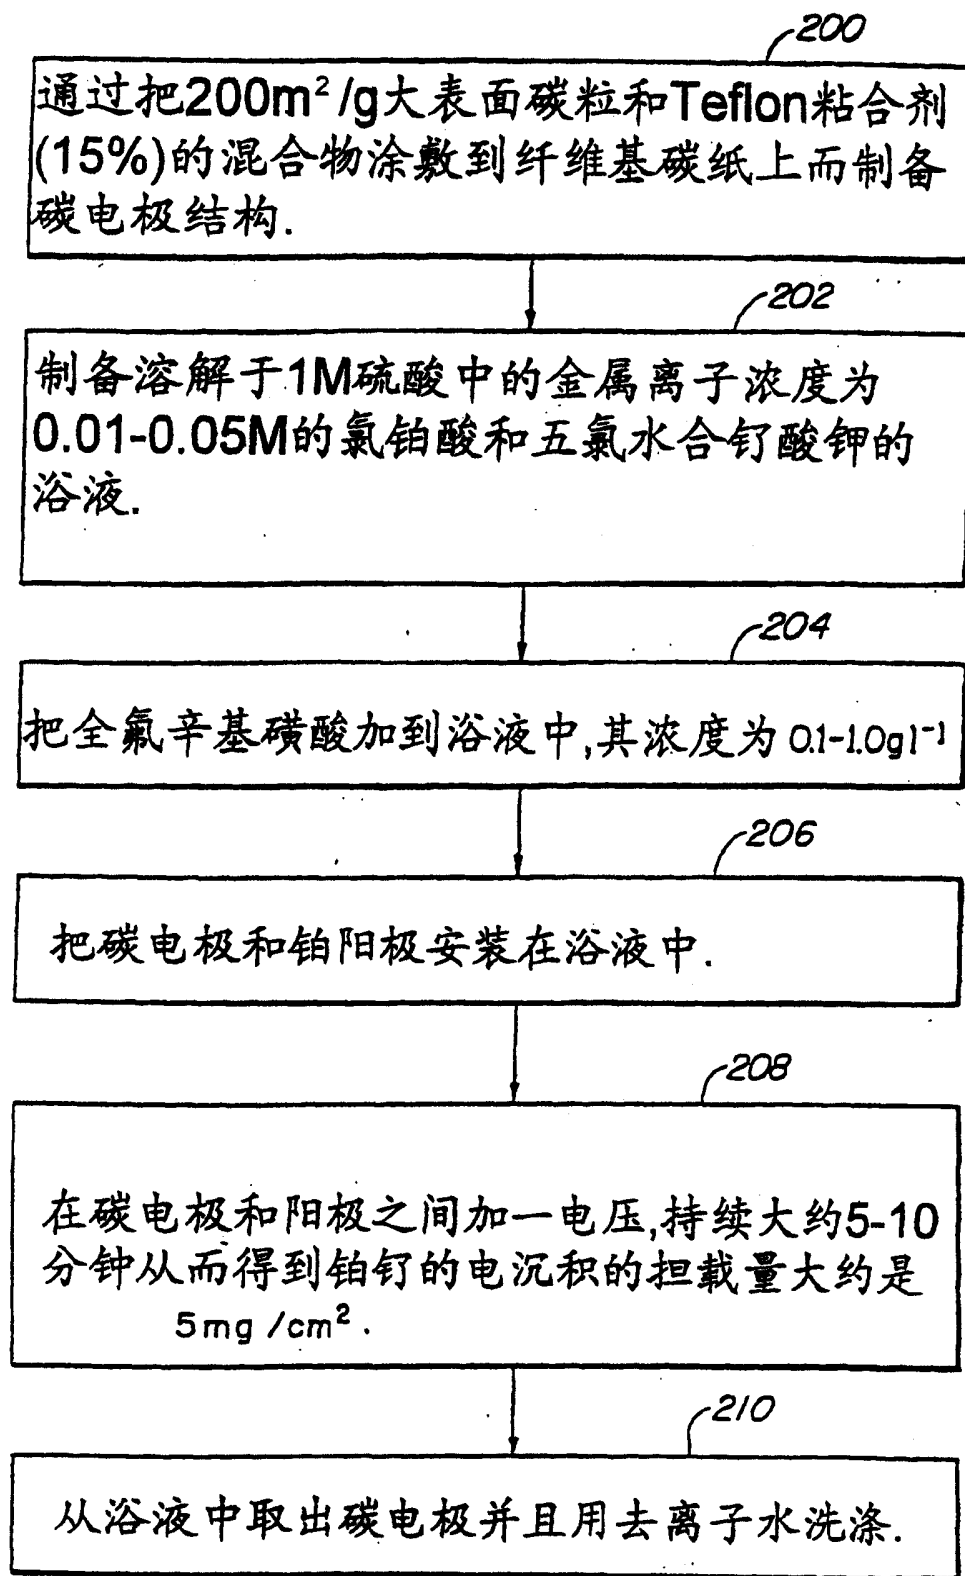 200
通过把200m²/g大表面碳粒和Teflon粘合剂
(15%)的混合物涂敷到纤维基碳纸上而制备
碳电极结构.
202
制备溶解于1M硫酸中的金属离子浓度为
0.01-0.05M的氯铂酸和五氯水合钌酸钾的
浴液.
204
把全氟辛基磺酸加到浴液中,其浓度为 0.1-1.0gl⁻¹
206
把碳电极和铂阳极安装在浴液中.
208
在碳电极和阳极之间加一电压,持续大约5-10
分钟从而得到铂钌的电沉积的担载量大约是
5mg/cm².
210
从浴液中取出碳电极并且用去离子水洗涤.